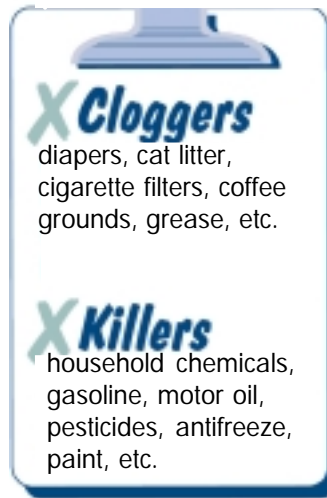 X Cloggers
diapers, cat litter,
cigarette filters, coffee
grounds, grease, etc.
X Killers
household chemicals,
gasoline, motor oil,
pesticides, antifreeze,
paint, etc.